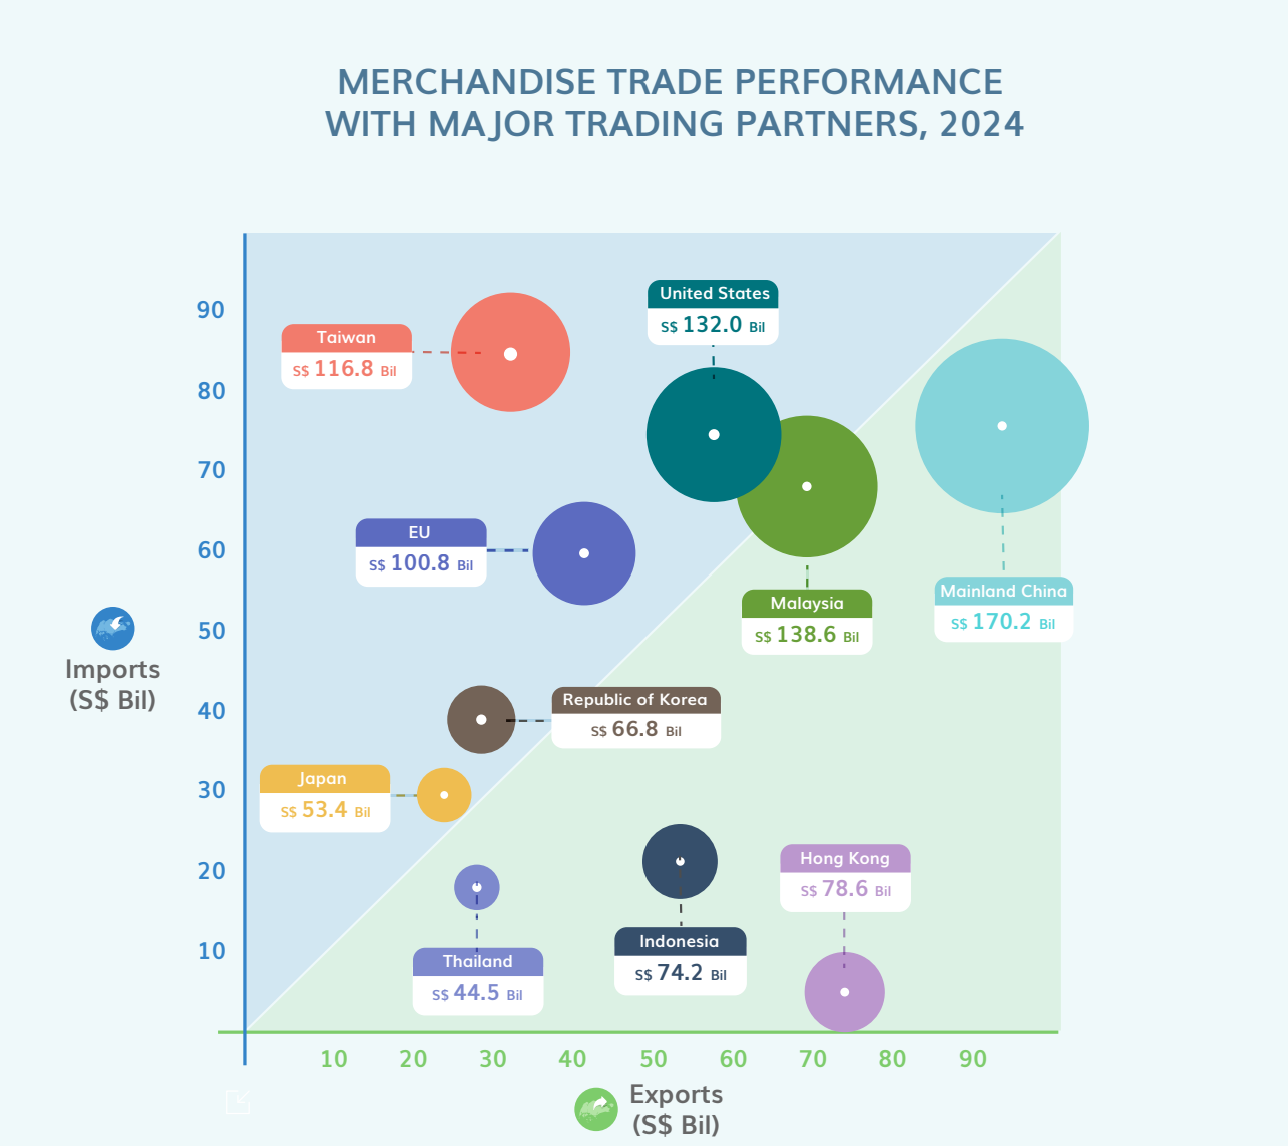 MERCHANDISE TRADE PERFORMANCE
WITH MAJOR TRADING PARTNERS, 2024
United States
S$ 132.0 Bil
90
Taiwan
S$ 116.8 Bil
80
70
EU
S$ 100.8 Bil
60
Mainland China
S$ 170.2 Bil
Malaysia
S$ 138.6 Bil
50
Imports
(S$ Bil)
40
Republic of Korea
S$ 66.8 Bil
30
Japan
S$ 53.4 Bil
20
Hong Kong
S$ 78.6 Bil
10
Indonesia
S$ 74.2 Bil
Thailand
S$ 44.5 Bil
10 20 30 40 50 60 70 80 90
Exports
(S$ Bil)